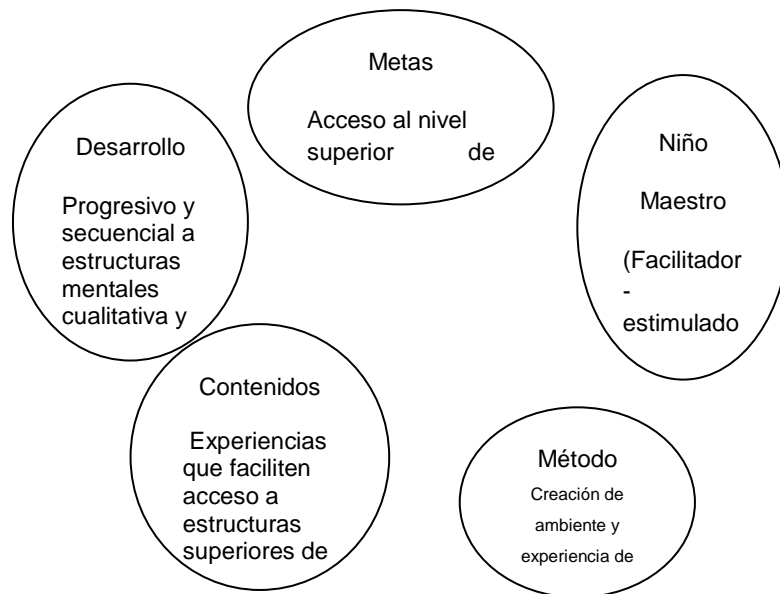 Metas
Acceso al nivel
superior de
Desarrollo
Progresivo y
secuencial a
estructuras
mentales
cualitativa y
Niño
Maestro
(Facilitador
-
estimulado
Contenidos
Experiencias
que faciliten
acceso a
estructuras
superiores de
Método
Creación de
ambiente y
experiencia de